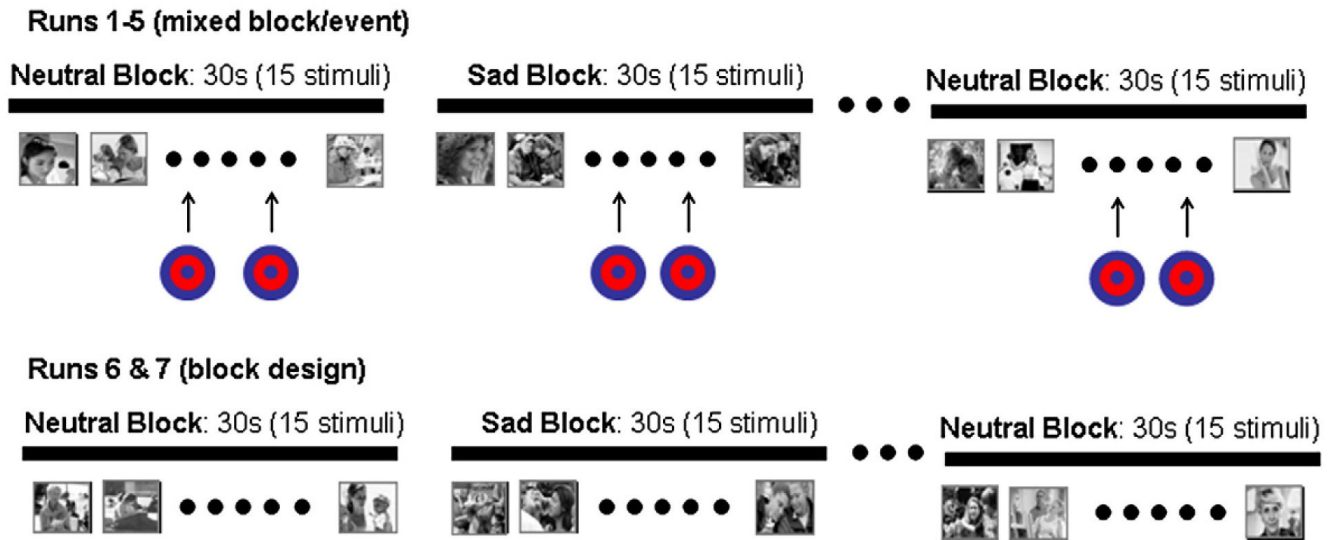 Runs 1-5 (mixed block/event)
Neutral Block: 30s (15 stimuli)
Sad Block: 30s (15 stimuli)
Neutral Block: 30s (15 stimuli)
Runs 6 & 7 (block design)
Neutral Block: 30s (15 stimuli)
Sad Block: 30s (15 stimuli)
Neutral Block: 30s (15 stimuli)